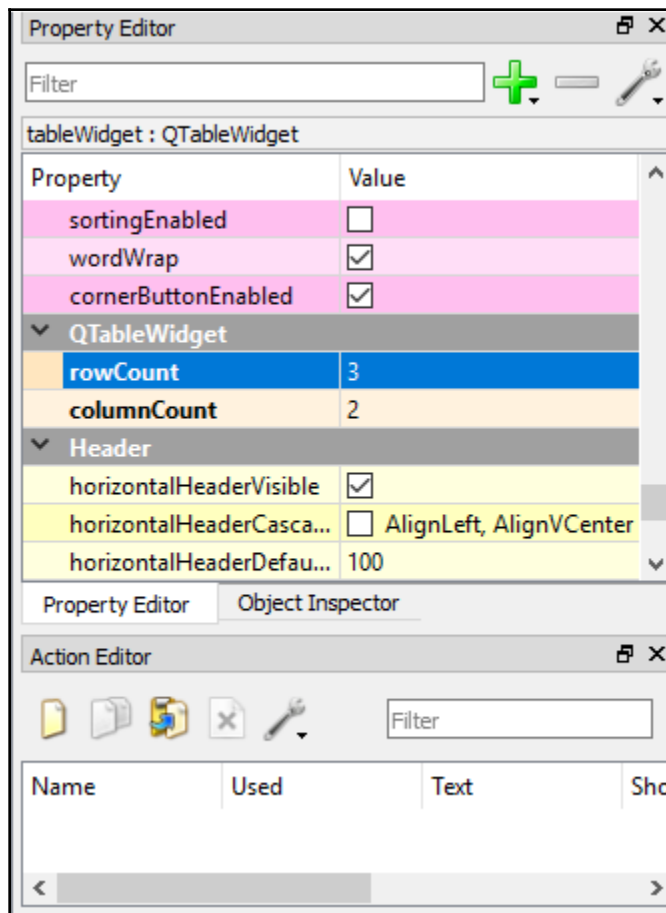 Property Editor
Filter
tableWidget : QTableWidget
Property Value
sortingEnabled
wordWrap
cornerButtonEnabled
QTableWidget
rowCount 3
columnCount 2
Header
horizontalHeaderVisible
horizontalHeaderCasca... AlignLeft, AlignVCenter
horizontalHeaderDefau... 100
Property Editor Object Inspector
Action Editor
Filter
Name Used Text Sho